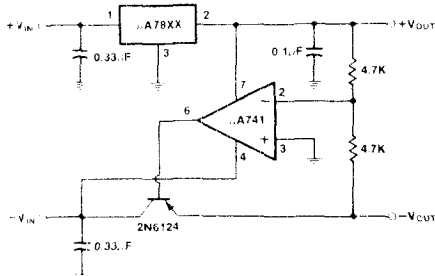 +VIN
1
µA78XX
2
+VOUT
3
0.33µF
0.1µF
4.7K
7
2
6
µA741
3
4
4.7K
-VIN
2N6124
-VOUT
0.33µF